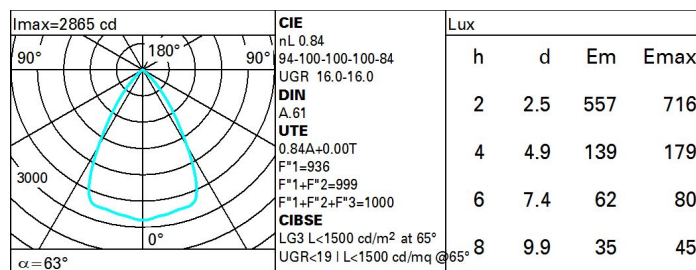 Imax=2865 cd
90° 180° 90°
3000
0°
α=63°
CIE
nL 0.84
94-100-100-100-84
UGR 16.0-16.0
DIN
A.61
UTE
0.84A+0.00T
F"1=936
F"1+F"2=999
F"1+F"2+F"3=1000
CIBSE
LG3 L<1500 cd/m² at 65°
UGR<19 | L<1500 cd/mq @65°
Lux
h d Em Emax
2 2.5 557 716
4 4.9 139 179
6 7.4 62 80
8 9.9 35 45